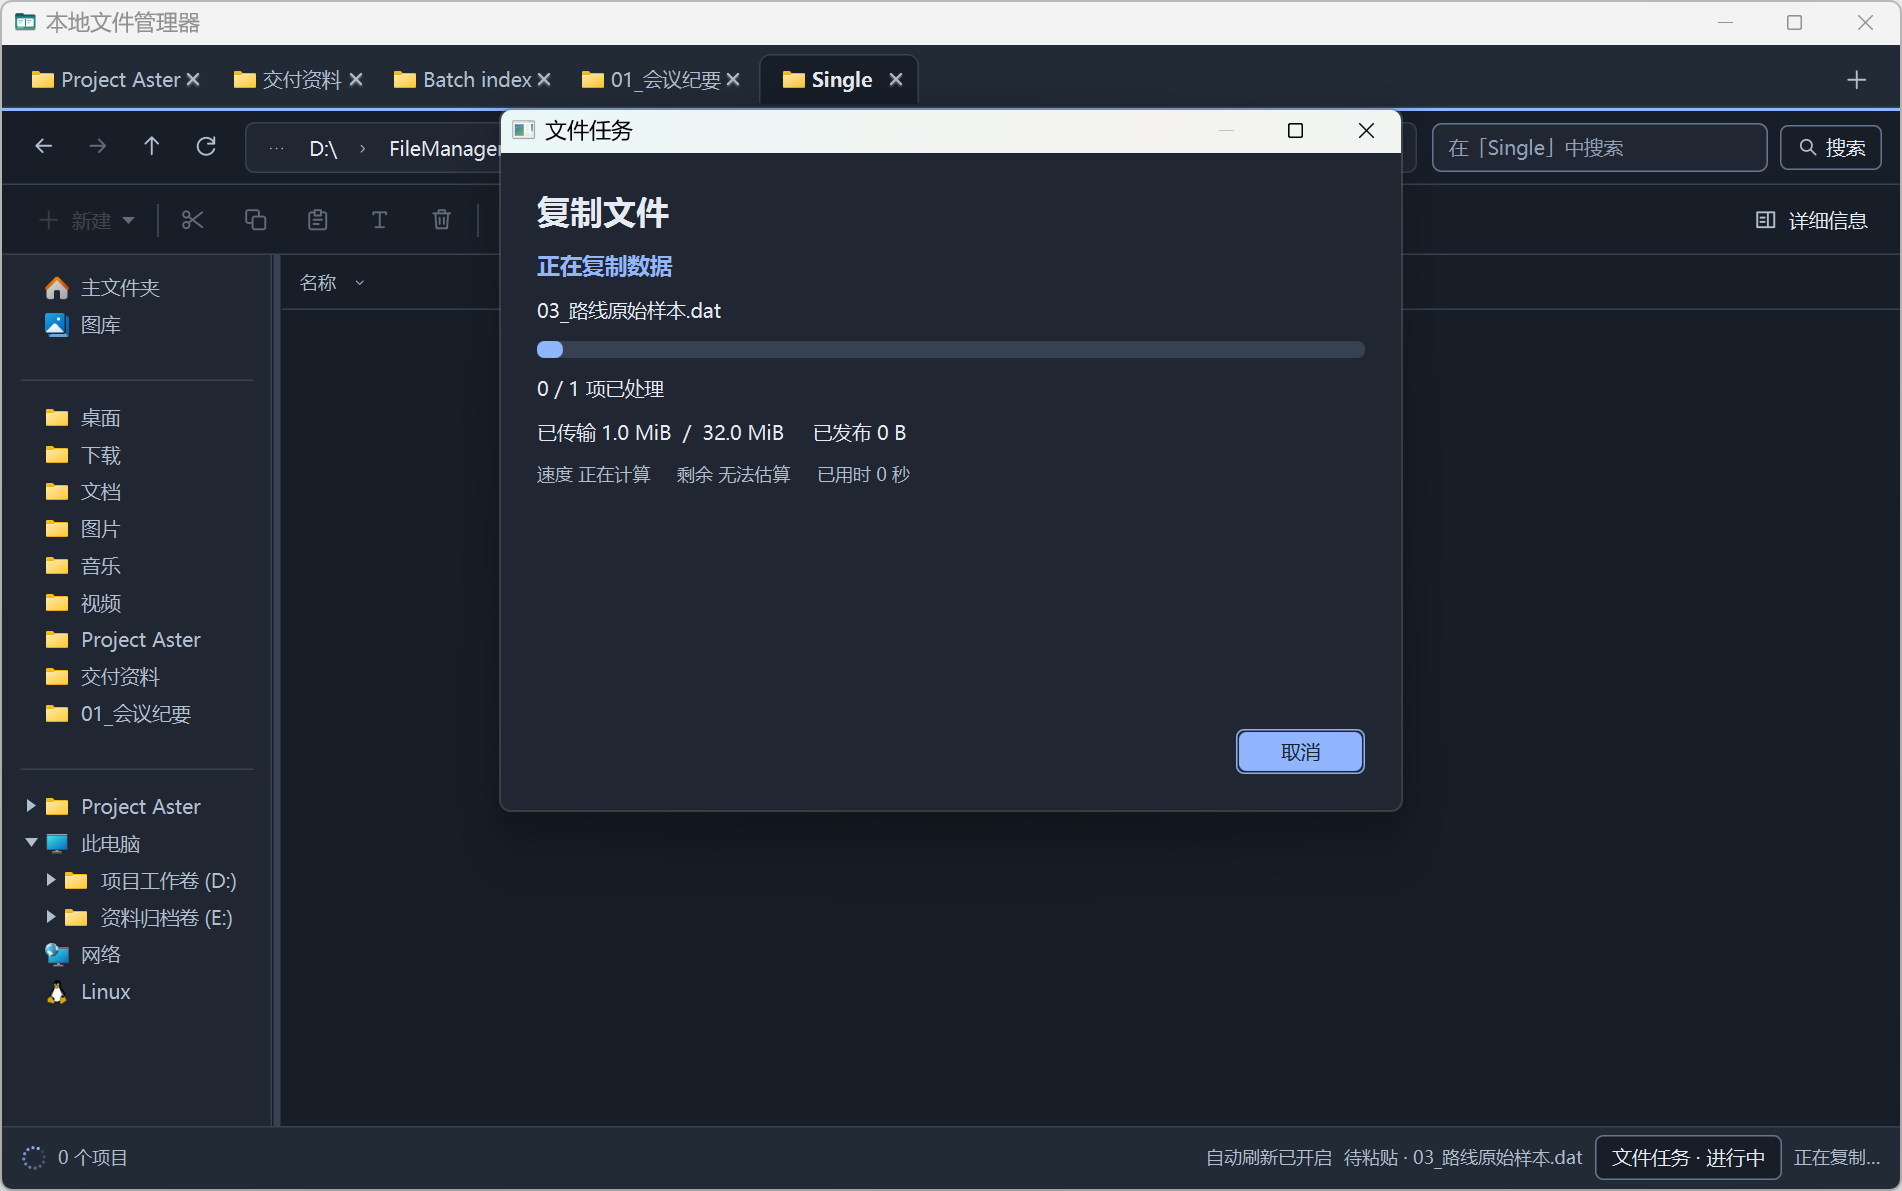 本地文件管理器
Project Aster
交付资料
Batch index
01_会议纪要
Single
文件任务
D:\ › FileManager
在「Single」中搜索
搜索
新建
详细信息
名称
主文件夹
图库
桌面
下载
文档
图片
音乐
视频
Project Aster
交付资料
01_会议纪要
Project Aster
此电脑
项目工作卷 (D:)
资料归档卷 (E:)
网络
Linux
复制文件
正在复制数据
03_路线原始样本.dat
0 / 1 项已处理
已传输 1.0 MiB / 32.0 MiB 已发布 0 B
速度 正在计算 剩余 无法估算 已用时 0 秒
取消
0 个项目
自动刷新已开启 待粘贴 · 03_路线原始样本.dat 文件任务 · 进行中 正在复制...